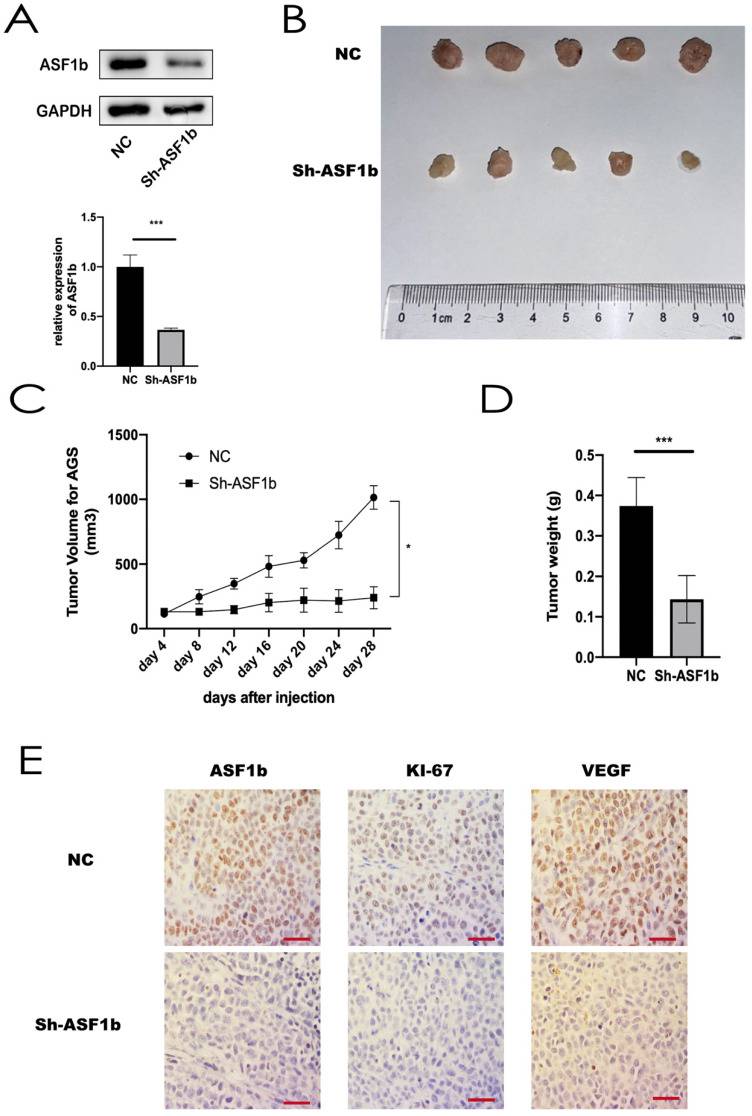 A
ASF1b
GAPDH
NC
Sh-ASF1b
relative expression
of ASF1b
1.5
1.0
0.5
0.0
***
NC
Sh-ASF1b
B
NC
Sh-ASF1b
0 1cm 2 3 4 5 6 7 8 9 10
C
Tumor Volume for AGS
(mm3)
1500
1000
500
0
NC
Sh-ASF1b
*
day 4
day 8
day 12
day 16
day 20
day 24
day 28
days after injection
D
Tumor weight (g)
0.5
0.4
0.3
0.2
0.1
0.0
***
NC
Sh-ASF1b
E
ASF1b
KI-67
VEGF
NC
Sh-ASF1b